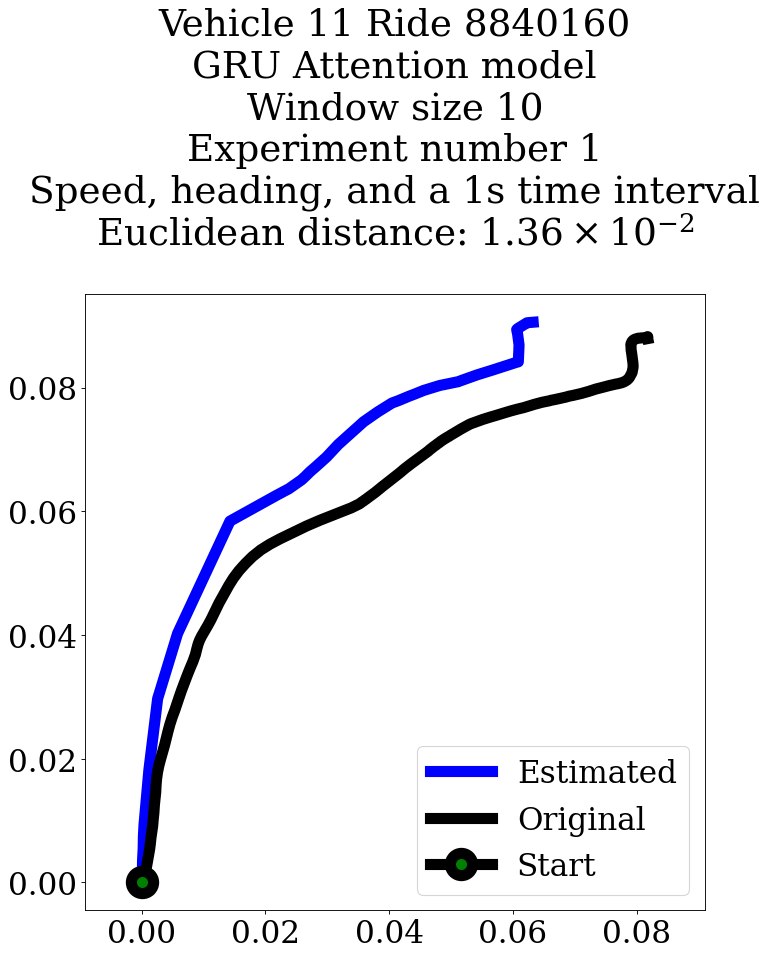 Vehicle 11 Ride 8840160
GRU Attention model
Window size 10
Experiment number 1
Speed, heading, and a 1s time interval
Euclidean distance: 1.36 × 10⁻²
0.08
0.06
0.04
0.02
0.00
Estimated
Original
Start
0.00 0.02 0.04 0.06 0.08